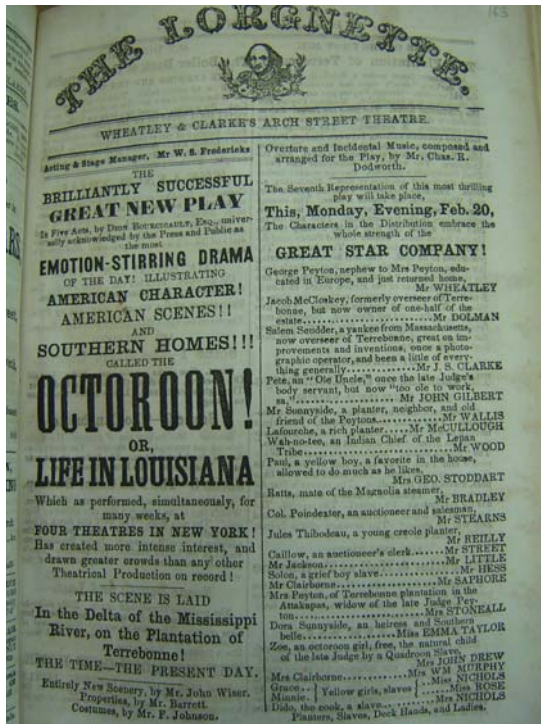 163
THE LORGNETTE.
WHEATLEY & CLARKE'S ARCH STREET THEATRE.
Acting & Stage Manager, Mr W. S. Fredericks
THE
BRILLIANTLY SUCCESSFUL
GREAT NEW PLAY
In Five Acts, by DION BOURCICAULT, ESQ., univer-
sally acknowledged by the Press and Public as
the most
EMOTION-STIRRING DRAMA
OF THE DAY! ILLUSTRATING
AMERICAN CHARACTER!
AMERICAN SCENES!!
AND
SOUTHERN HOMES!!!
CALLED THE
OCTOROON!
OR,
LIFE IN LOUISIANA
Which as performed, simultaneously, for
many weeks, at
FOUR THEATRES IN NEW YORK!
Has created more intense interest, and
drawn greater crowds than any other
Theatrical Production on record!
THE SCENE IS LAID
In the Delta of the Mississippi
River, on the Plantation of
Terrebonne!
THE TIME—THE PRESENT DAY.
Entirely New Scenery, by Mr. John Wiser.
Properties, by Mr. Barrett.
Costumes, by Mr. F. Johnson.
Overture and Incidental Music, composed and
arranged for the Play, by Mr. Chas. R.
Dodworth.
The Seventh Representation of this most thrilling
play will take place,
This, Monday, Evening, Feb. 20,
The Characters in the Distribution embrace the
whole strength of the
GREAT STAR COMPANY!
George Peyton, nephew to Mrs Peyton, edu-
cated in Europe, and just returned home,
Mr WHEATLEY
Jacob McCloskey, formerly overseer of Terre-
bonne, but now owner of one-half of the
estate....................Mr DOLMAN
Salem Scudder, a yankee from Massachusetts,
now overseer of Terrebonne, great on im-
provements and inventions, once a photo-
graphic operator, and been a little of every-
thing generally................Mr J. S. CLARKE
Pete, an "Ole Uncle," once the late Judge's
body servant, but now "too ole to work,
sa,"....................Mr JOHN GILBERT
Mr Sunnyside, a planter, neighbor, and old
friend of the Peytons..........Mr WALLIS
Lafourche, a rich planter.....Mr McCULLOUGH
Wah-no-tee, an Indian Chief of the Lepan
Tribe....................Mr WOOD
Paul, a yellow boy, a favorite in the house,
allowed to do much as he likes,
Mrs GEO. STODDART
Ratts, mate of the Magnolia steamer,
Mr BRADLEY
Col. Poindexter, an auctioneer and salesman,
Mr STEARNS
Jules Thibodeau, a young creole planter,
Mr REILLY
Caillow, an auctioneer's clerk.......Mr STREET
Mr Jackson....................Mr LITTLE
Solon, a grief boy slave..........Mr HESS
Mr Clairborne....................Mr SAPHORE
Mrs Peyton, of Terrebonne plantation in the
Attakapas, widow of the late Judge Pey-
ton....................Mrs STONEALL
Dora Sunnyside, an heiress and Southern
belle....................Miss EMMA TAYLOR
Zoe, an octoroon girl, free, the natural child
of the late Judge by a Quadroon Slave,
Mrs JOHN DREW
Mrs Clairborne..........Mrs WM MURPHY
Grace.. } Yellow girls, slaves { ....Miss NICHOLS
Minnie. } { ....Miss ROSE
Dido, the cook, a slave..........Mrs NICHOLS
Planters, Slaves, Deck Hands, and Ladies.